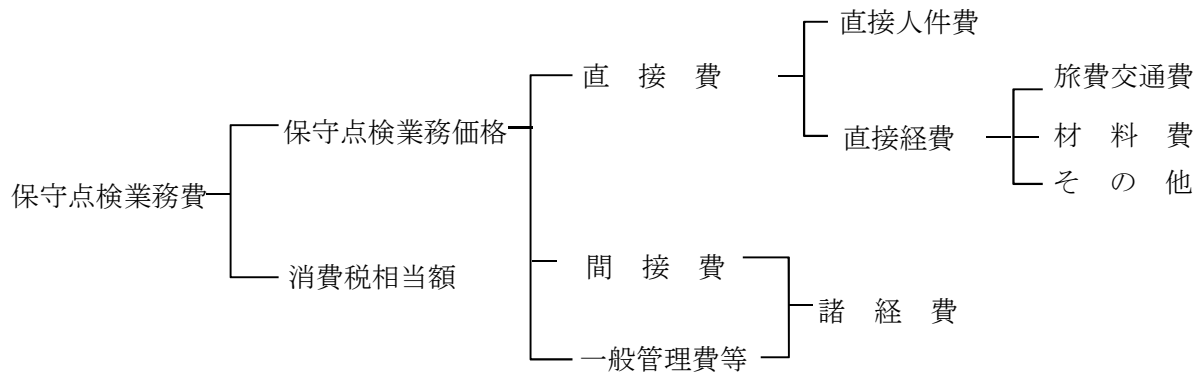 直接人件費
直　接　費
旅費交通費
保守点検業務価格
直接経費
材　料　費
そ　の　他
保守点検業務費
消費税相当額
間　接　費
諸　経　費
一般管理費等